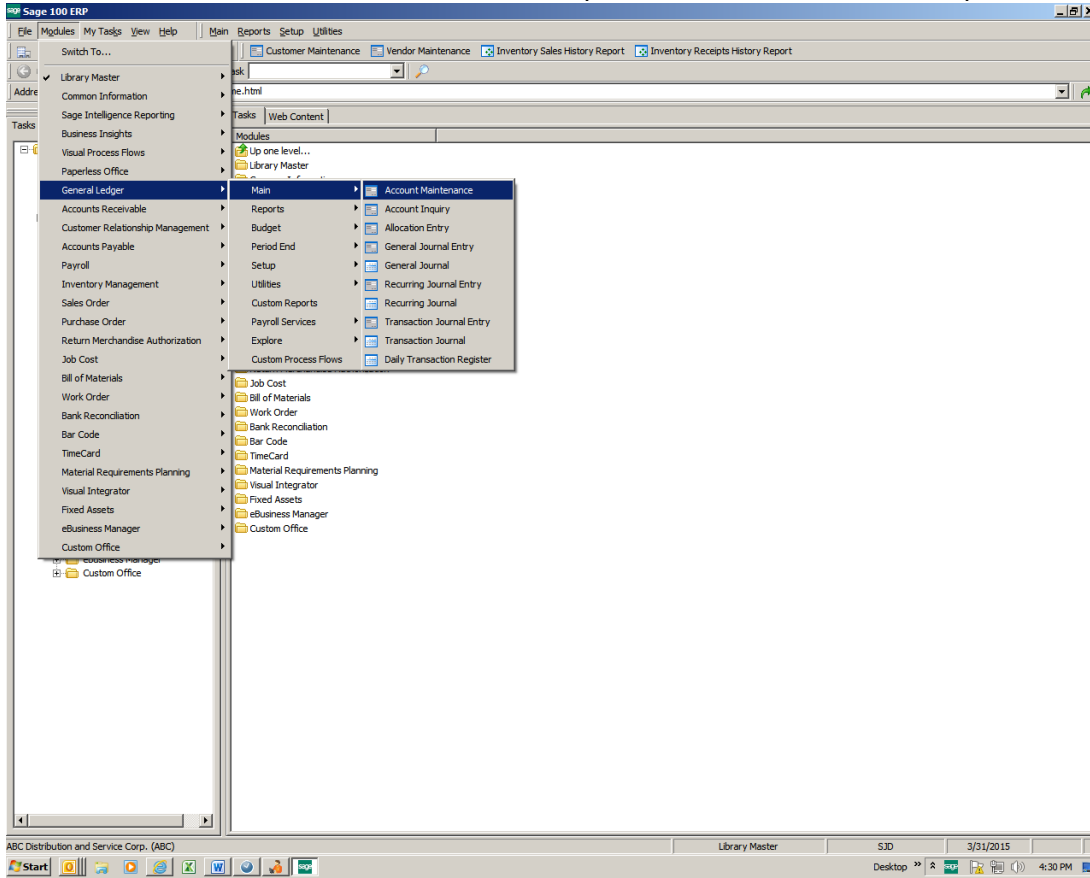 sage Sage 100 ERP
File Modules My Tasks View Help Main Reports Setup Utilities
Customer Maintenance Vendor Maintenance Inventory Sales History Report Inventory Receipts History Report
ask
Addre me.html
Tasks
Tasks Web Content
Modules
Up one level...
Library Master
Job Cost
Bill of Materials
Work Order
Bank Reconciliation
Bar Code
TimeCard
Material Requirements Planning
Visual Integrator
Fixed Assets
eBusiness Manager
Custom Office
Switch To...
Library Master
Common Information
Sage Intelligence Reporting
Business Insights
Visual Process Flows
Paperless Office
General Ledger
Accounts Receivable
Customer Relationship Management
Accounts Payable
Payroll
Inventory Management
Sales Order
Purchase Order
Return Merchandise Authorization
Job Cost
Bill of Materials
Work Order
Bank Reconciliation
Bar Code
TimeCard
Material Requirements Planning
Visual Integrator
Fixed Assets
eBusiness Manager
Custom Office
Main
Reports
Budget
Period End
Setup
Utilities
Custom Reports
Payroll Services
Explore
Custom Process Flows
Account Maintenance
Account Inquiry
Allocation Entry
General Journal Entry
General Journal
Recurring Journal Entry
Recurring Journal
Transaction Journal Entry
Transaction Journal
Daily Transaction Register
eBusiness Manager
Custom Office
ABC Distribution and Service Corp. (ABC) Library Master SJD 3/31/2015
Start Desktop » sage 4:30 PM